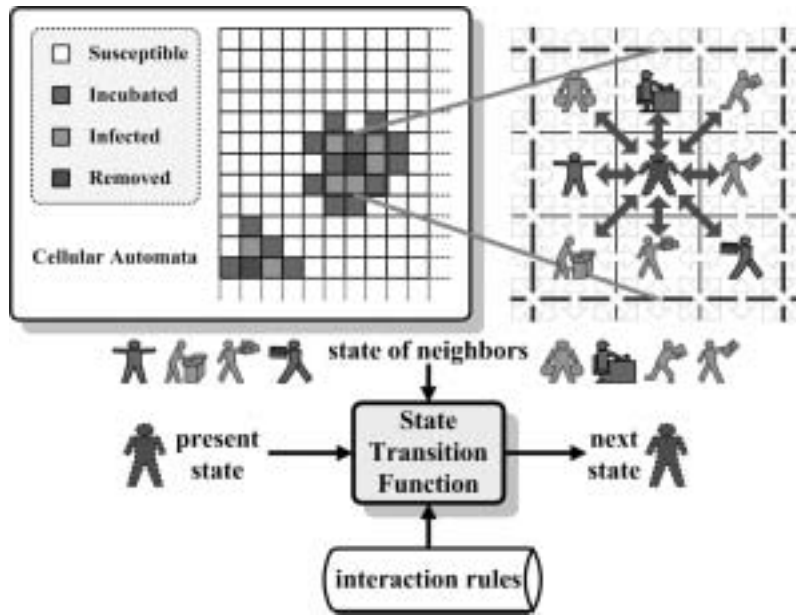 Susceptible
Incubated
Infected
Removed
Cellular Automata
state of neighbors
present
state
State
Transition
Function
next
state
interaction rules